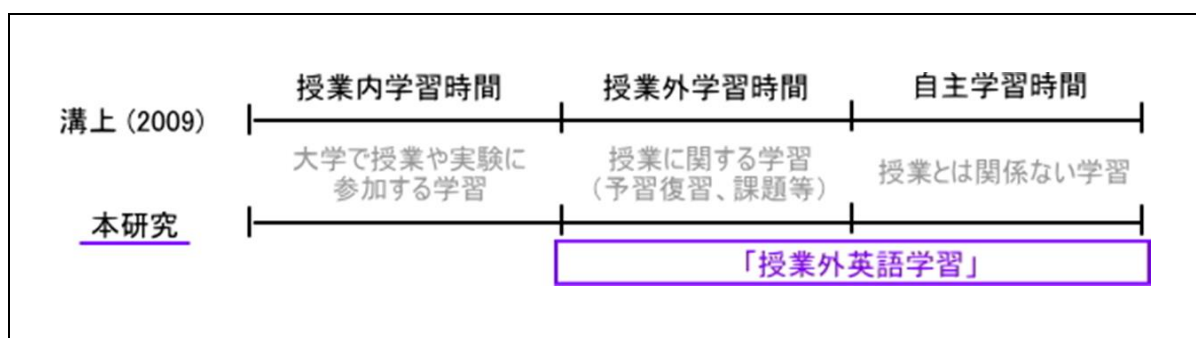 授業内学習時間 授業外学習時間 自主学習時間
溝上(2009)
大学で授業や実験に
参加する学習
授業に関する学習
(予習復習、課題等)
授業とは関係ない学習
本研究
「授業外英語学習」